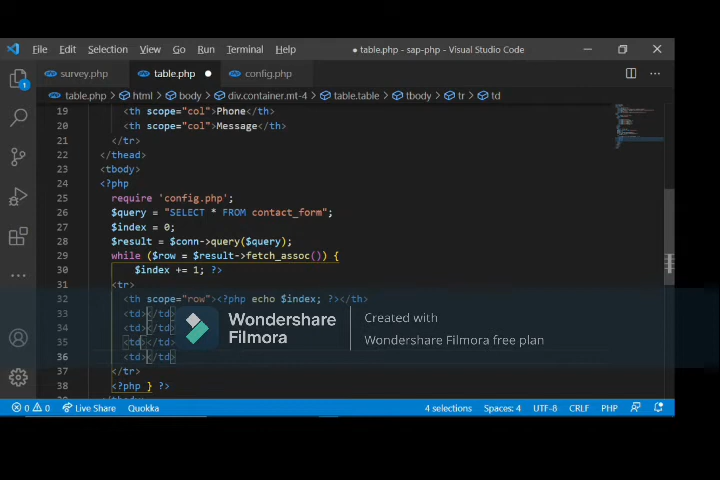 File Edit Selection View Go Run Terminal Help ● table.php - sap-php - Visual Studio Code
survey.php table.php ● config.php
table.php > html > body > div.container.mt-4 > table.table > tbody > tr > td
1
19 <th scope="col">Phone</th>
20 <th scope="col">Message</th>
21 </tr>
22 </thead>
23 <tbody>
24 <?php
25 require 'config.php';
26 $query = "SELECT * FROM contact_form";
27 $index = 0;
28 $result = $conn->query($query);
29 while ($row = $result->fetch_assoc()) {
30 $index += 1; ?>
31 <tr>
32 <th scope="row"><?php echo $index; ?></th>
33 <td></td>
34 <td></td>
35 <td></td>
36 <td></td>
37 </tr>
38 <?php } ?>
Wondershare
Filmora
Created with
Wondershare Filmora free plan
0 0 Live Share Quokka 4 selections Spaces: 4 UTF-8 CRLF PHP